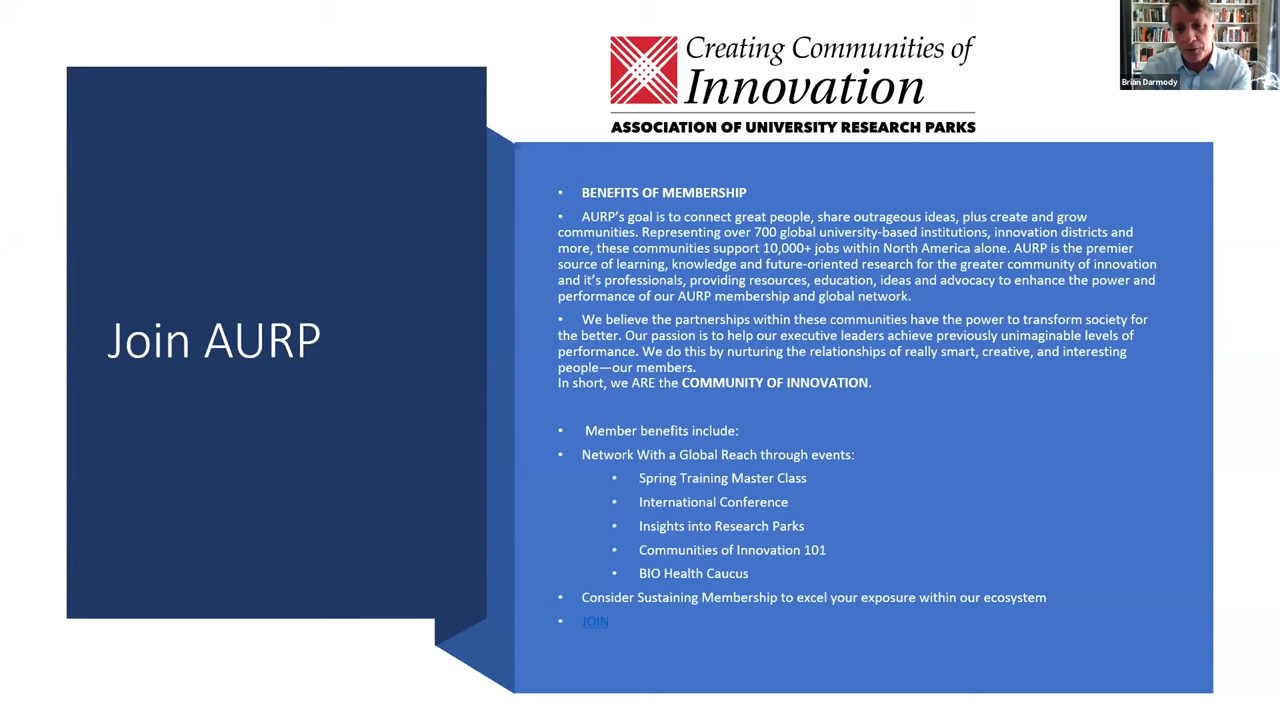 Creating Communities of
Innovation
ASSOCIATION OF UNIVERSITY RESEARCH PARKS
Brian Darmody
Join AURP
• BENEFITS OF MEMBERSHIP
• AURP's goal is to connect great people, share outrageous ideas, plus create and grow
communities. Representing over 700 global university-based institutions, innovation districts and
more, these communities support 10,000+ jobs within North America alone. AURP is the premier
source of learning, knowledge and future-oriented research for the greater community of innovation
and it's professionals, providing resources, education, ideas and advocacy to enhance the power and
performance of our AURP membership and global network.
• We believe the partnerships within these communities have the power to transform society for
the better. Our passion is to help our executive leaders achieve previously unimaginable levels of
performance. We do this by nurturing the relationships of really smart, creative, and interesting
people—our members.
In short, we ARE the COMMUNITY OF INNOVATION.
• Member benefits include:
• Network With a Global Reach through events:
• Spring Training Master Class
• International Conference
• Insights into Research Parks
• Communities of Innovation 101
• BIO Health Caucus
• Consider Sustaining Membership to excel your exposure within our ecosystem
• JOIN